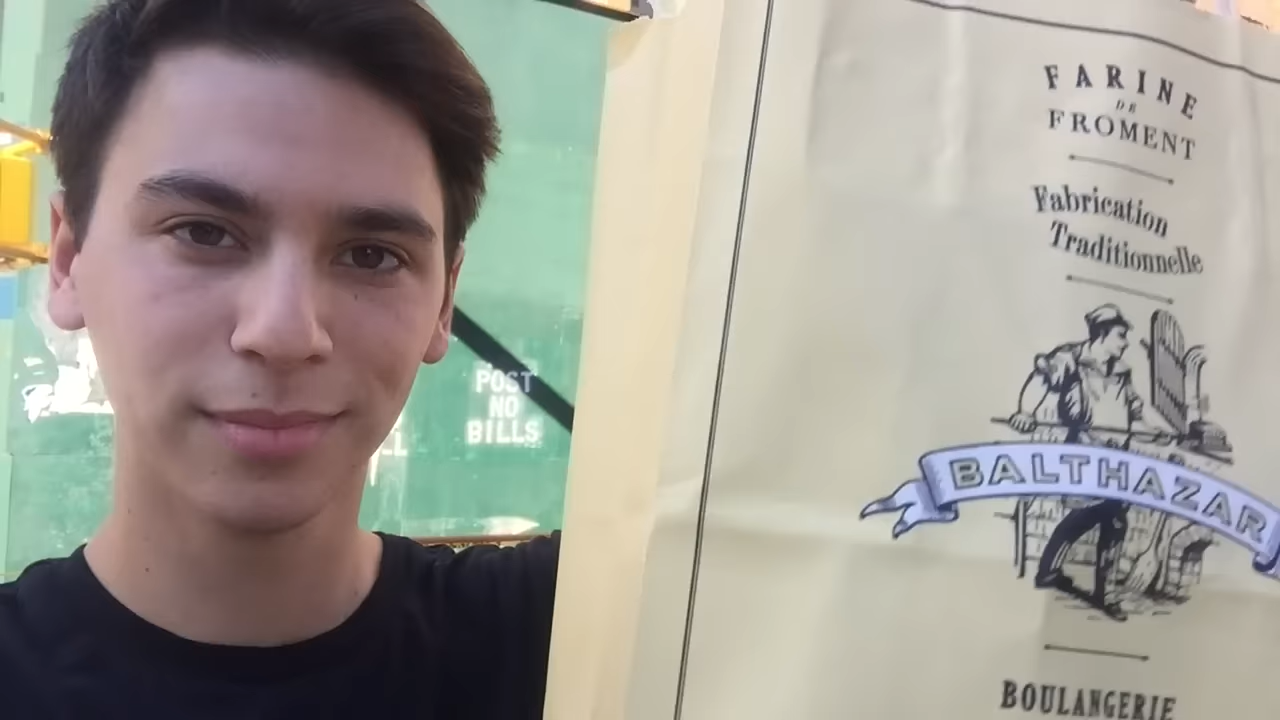 FARINE
DE
FROMENT
Fabrication
Traditionnelle
BALTHAZAR
BOULANGERIE
POST
NO
BILLS